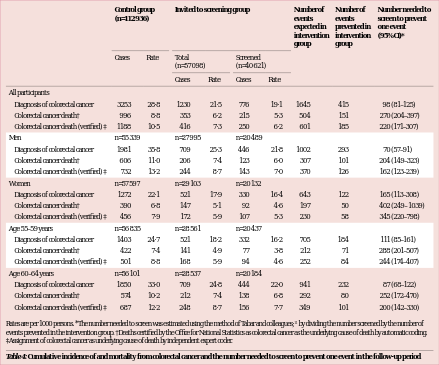 Control group (n=112936) Invited to screening group Number of events expected in intervention group Number of events prevented in intervention group Number needed to screen to prevent one event (95% CI)*
Cases Rate Total (n=57098) Screened (n=40621)
Cases Rate Cases Rate
All participants
Diagnosis of colorectal cancer 3253 28·8 1230 21·5 776 19·1 1645 415 98 (81–125)
Colorectal cancer death† 996 8·8 353 6·2 215 5·3 504 151 270 (204–397)
Colorectal cancer death (verified) ‡ 1188 10·5 416 7·3 250 6·2 601 185 220 (171–307)
Men n=55339 n=27995 n=20489
Diagnosis of colorectal cancer 1981 35·8 709 25·3 446 21·8 1002 293 70 (57–91)
Colorectal cancer death† 606 11·0 206 7·4 123 6·0 307 101 204 (149–323)
Colorectal cancer death (verified) ‡ 732 13·2 244 8·7 143 7·0 370 126 162 (123–239)
Women n=57597 n=29103 n=20132
Diagnosis of colorectal cancer 1272 22·1 521 17·9 330 16·4 643 122 165 (113–308)
Colorectal cancer death† 390 6·8 147 5·1 92 4·6 197 50 402 (249–1039)
Colorectal cancer death (verified) ‡ 456 7·9 172 5·9 107 5·3 230 58 345 (220–798)
Age 55–59 years n=56835 n=28561 n=20437
Diagnosis of colorectal cancer 1403 24·7 521 18·2 332 16·2 705 184 111 (85–161)
Colorectal cancer death† 422 7·4 141 4·9 77 3·8 212 71 288 (201–507)
Colorectal cancer death (verified) ‡ 501 8·8 168 5·9 94 4·6 252 84 244 (174–407)
Age 60–64 years n=56101 n=28537 n=20184
Diagnosis of colorectal cancer 1850 33·0 709 24·8 444 22·0 941 232 87 (68–122)
Colorectal cancer death† 574 10·2 212 7·4 138 6·8 292 80 252 (172–470)
Colorectal cancer death (verified) ‡ 687 12·2 248 8·7 156 7·7 349 101 200 (142–330)
Rates are per 1000 persons. *The number needed to screen was estimated using the method of Tabar and colleagues, by dividing the number screened by the number of
events prevented in the intervention group. †Deaths certified by the Office for National Statistics as colorectal cancer as the underlying cause of death by automatic coding.
‡Assignment of colorectal cancer as underlying cause of death by independent expert coder.
Table 4: Cumulative incidence of and mortality from colorectal cancer and the number needed to screen to prevent one event in the follow-up period